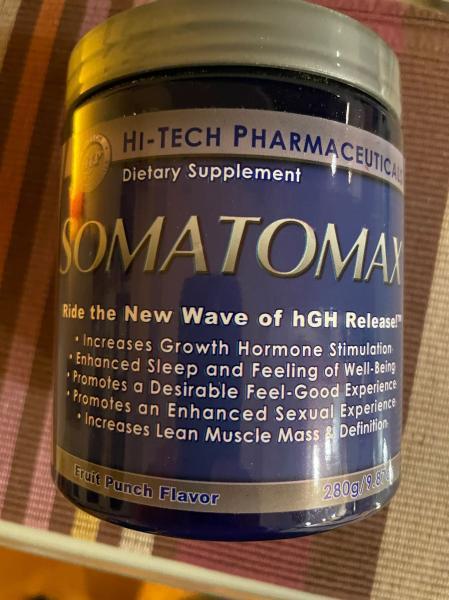 HI-TECH PHARMACEUTICALS
Dietary Supplement
SOMATOMAX
Ride the New Wave of hGH Release!™
• Increases Growth Hormone Stimulation
• Enhanced Sleep and Feeling of Well-Being
• Promotes a Desirable Feel-Good Experience
• Promotes an Enhanced Sexual Experience
• Increases Lean Muscle Mass & Definition
Fruit Punch Flavor